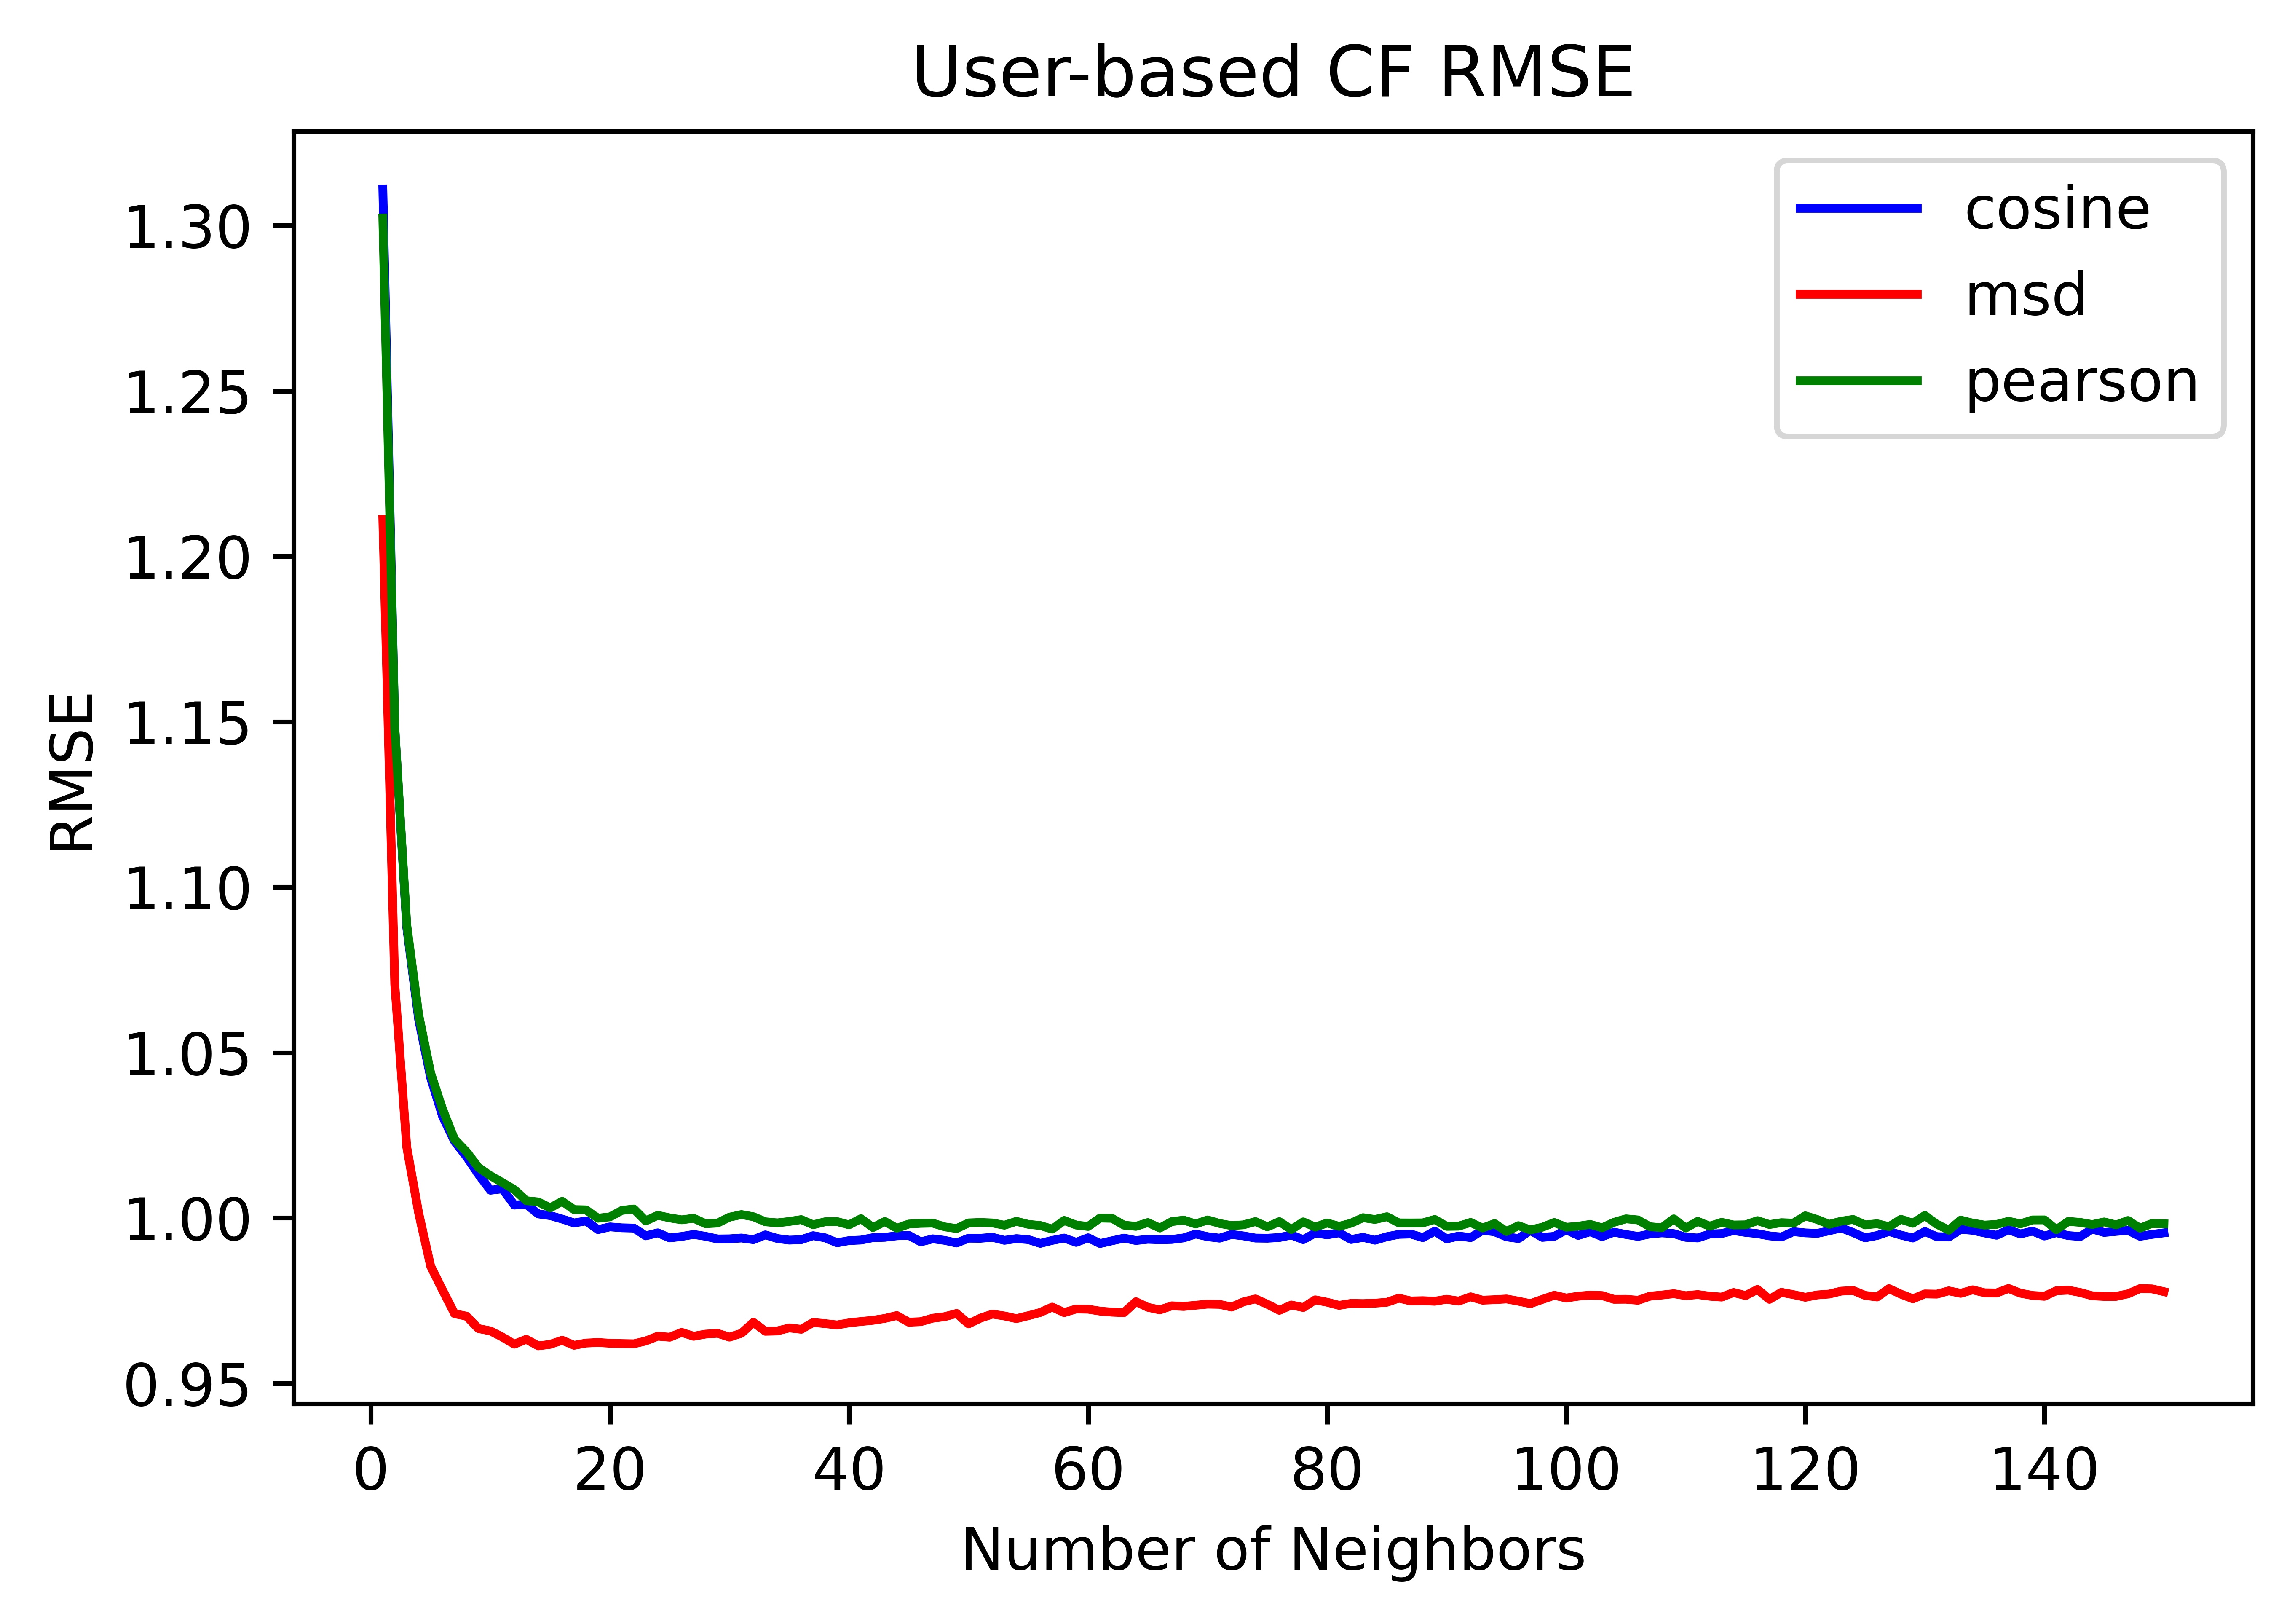 User-based CF RMSE
cosine
msd
pearson
1.30
1.25
1.20
1.15
1.10
1.05
1.00
0.95
RMSE
0 20 40 60 80 100 120 140
Number of Neighbors